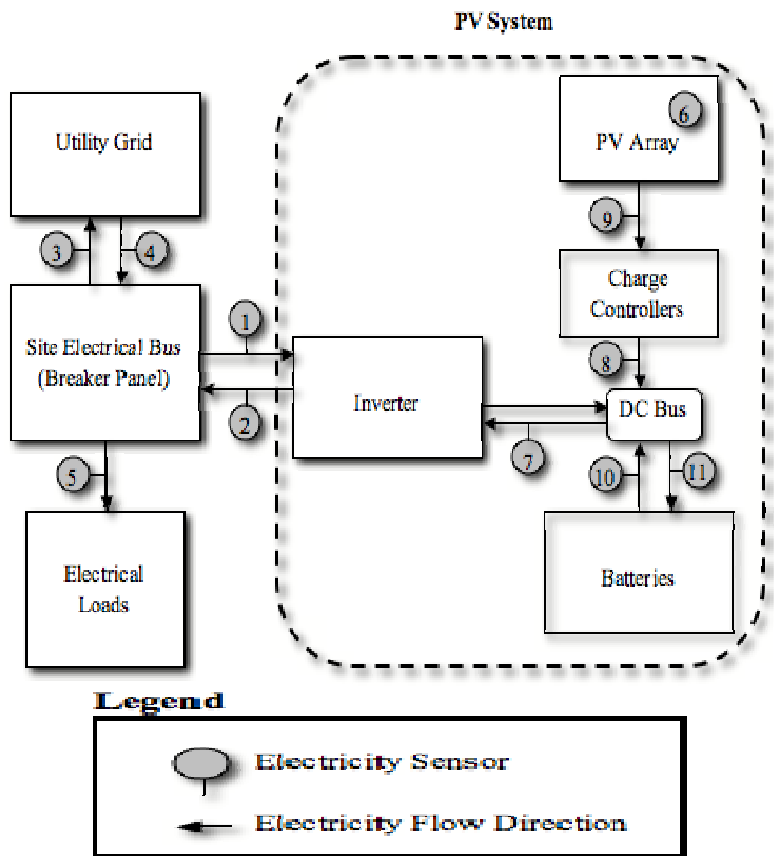 PV System
Utility Grid
6
PV Array
3
4
9
Charge
Controllers
1
Site Electrical Bus
(Breaker Panel)
8
Inverter
DC Bus
2
7
5
10
11
Electrical
Loads
Batteries
Legend
Electricity Sensor
Electricity Flow Direction